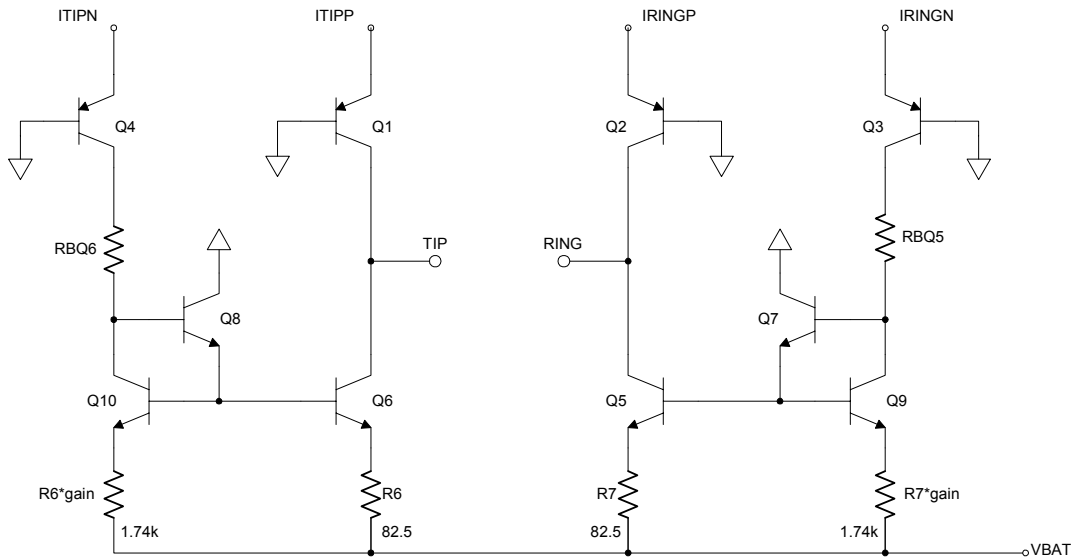 ITIPN
ITIPP
IRINGP
IRINGN
Q4
Q1
Q2
Q3
RBQ6
TIP
RING
RBQ5
Q8
Q7
Q10
Q6
Q5
Q9
R6*gain
R6
R7
R7*gain
1.74k
82.5
82.5
1.74k
VBAT